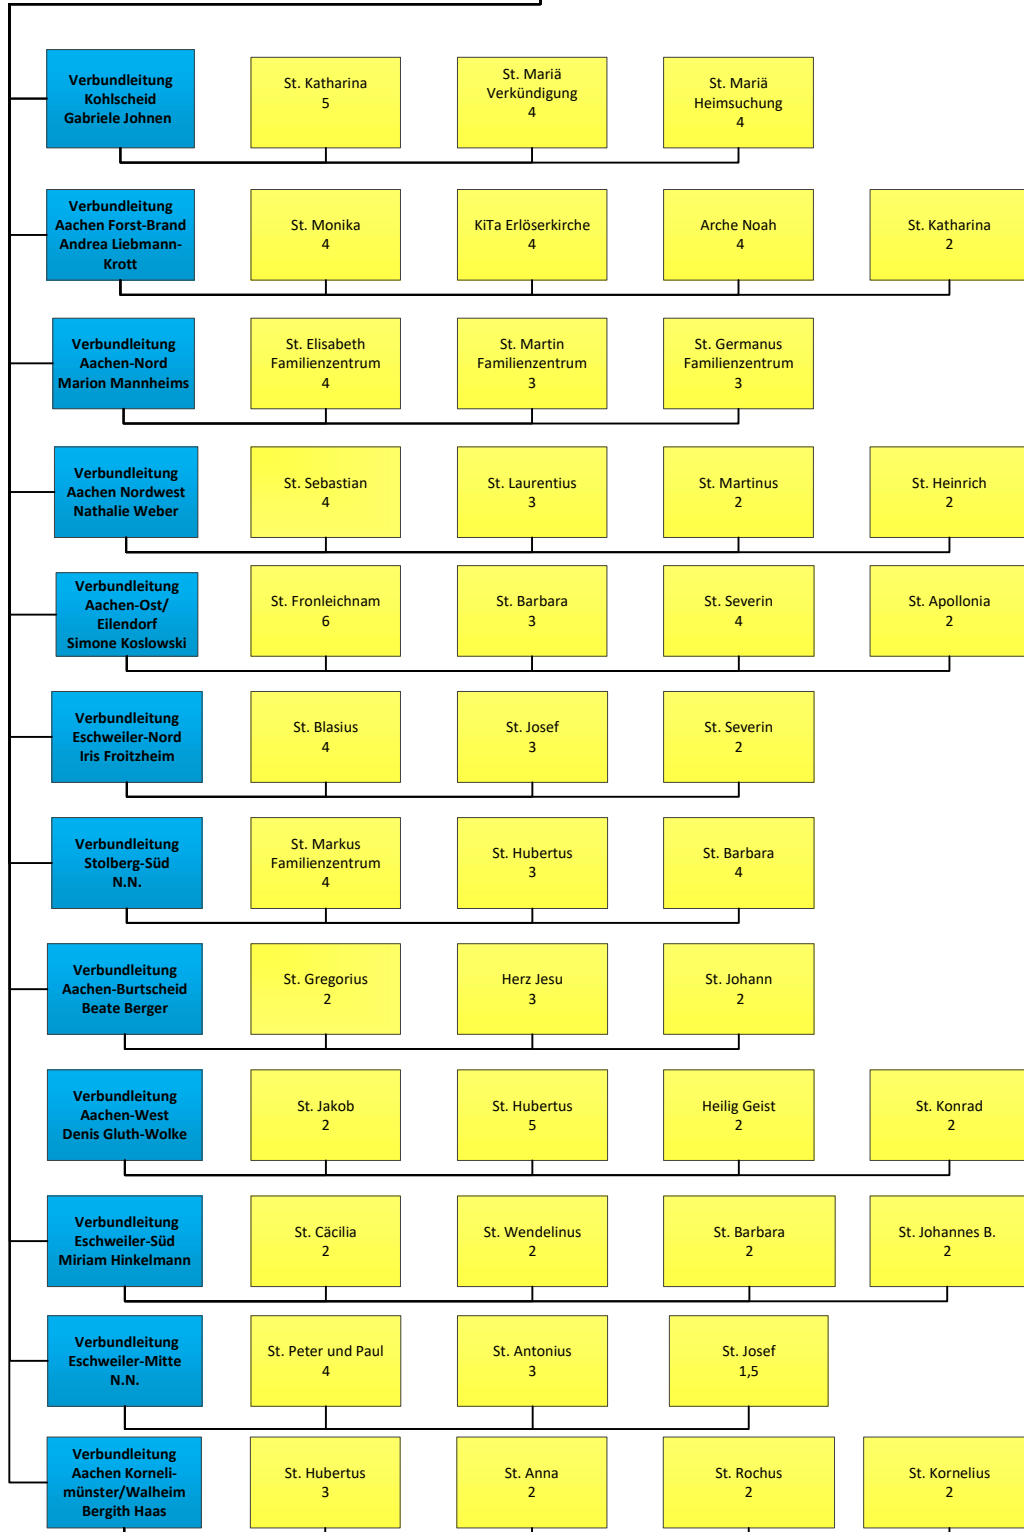 Verbundleitung
Kohlscheid
Gabriele Johnen
St. Katharina
5
St. Mariä
Verkündigung
4
St. Mariä
Heimsuchung
4
Verbundleitung
Aachen Forst-Brand
Andrea Liebmann-
Krott
St. Monika
4
KiTa Erlöserkirche
4
Arche Noah
4
St. Katharina
2
Verbundleitung
Aachen-Nord
Marion Mannheims
St. Elisabeth
Familienzentrum
4
St. Martin
Familienzentrum
3
St. Germanus
Familienzentrum
3
Verbundleitung
Aachen Nordwest
Nathalie Weber
St. Sebastian
4
St. Laurentius
3
St. Martinus
2
St. Heinrich
2
Verbundleitung
Aachen-Ost/
Eilendorf
Simone Koslowski
St. Fronleichnam
6
St. Barbara
3
St. Severin
4
St. Apollonia
2
Verbundleitung
Eschweiler-Nord
Iris Froitzheim
St. Blasius
4
St. Josef
3
St. Severin
2
Verbundleitung
Stolberg-Süd
N.N.
St. Markus
Familienzentrum
4
St. Hubertus
3
St. Barbara
4
Verbundleitung
Aachen-Burtscheid
Beate Berger
St. Gregorius
2
Herz Jesu
3
St. Johann
2
Verbundleitung
Aachen-West
Denis Gluth-Wolke
St. Jakob
2
St. Hubertus
5
Heilig Geist
2
St. Konrad
2
Verbundleitung
Eschweiler-Süd
Miriam Hinkelmann
St. Cäcilia
2
St. Wendelinus
2
St. Barbara
2
St. Johannes B.
2
Verbundleitung
Eschweiler-Mitte
N.N.
St. Peter und Paul
4
St. Antonius
3
St. Josef
1,5
Verbundleitung
Aachen Korneli-
münster/Walheim
Bergith Haas
St. Hubertus
3
St. Anna
2
St. Rochus
2
St. Kornelius
2